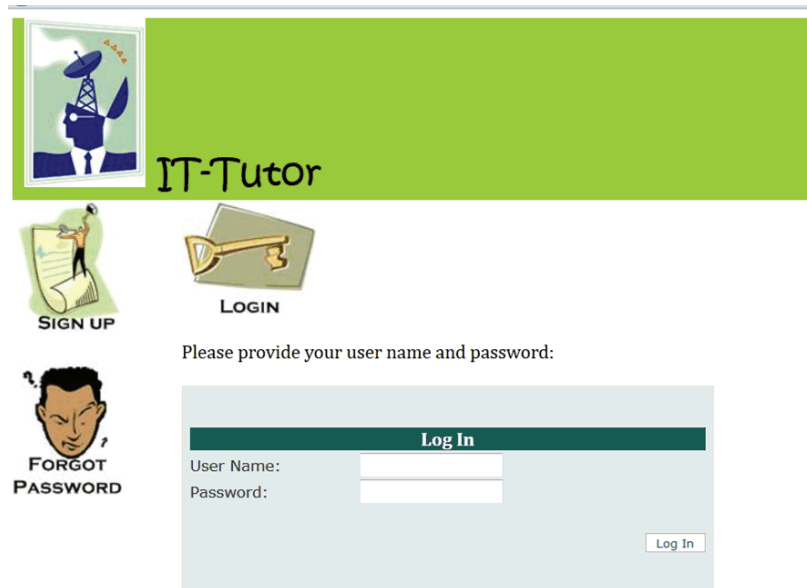 IT-Tutor
SIGN UP
LOGIN
Please provide your user name and password:
FORGOT
PASSWORD
Log In
User Name:
Password:
Log In